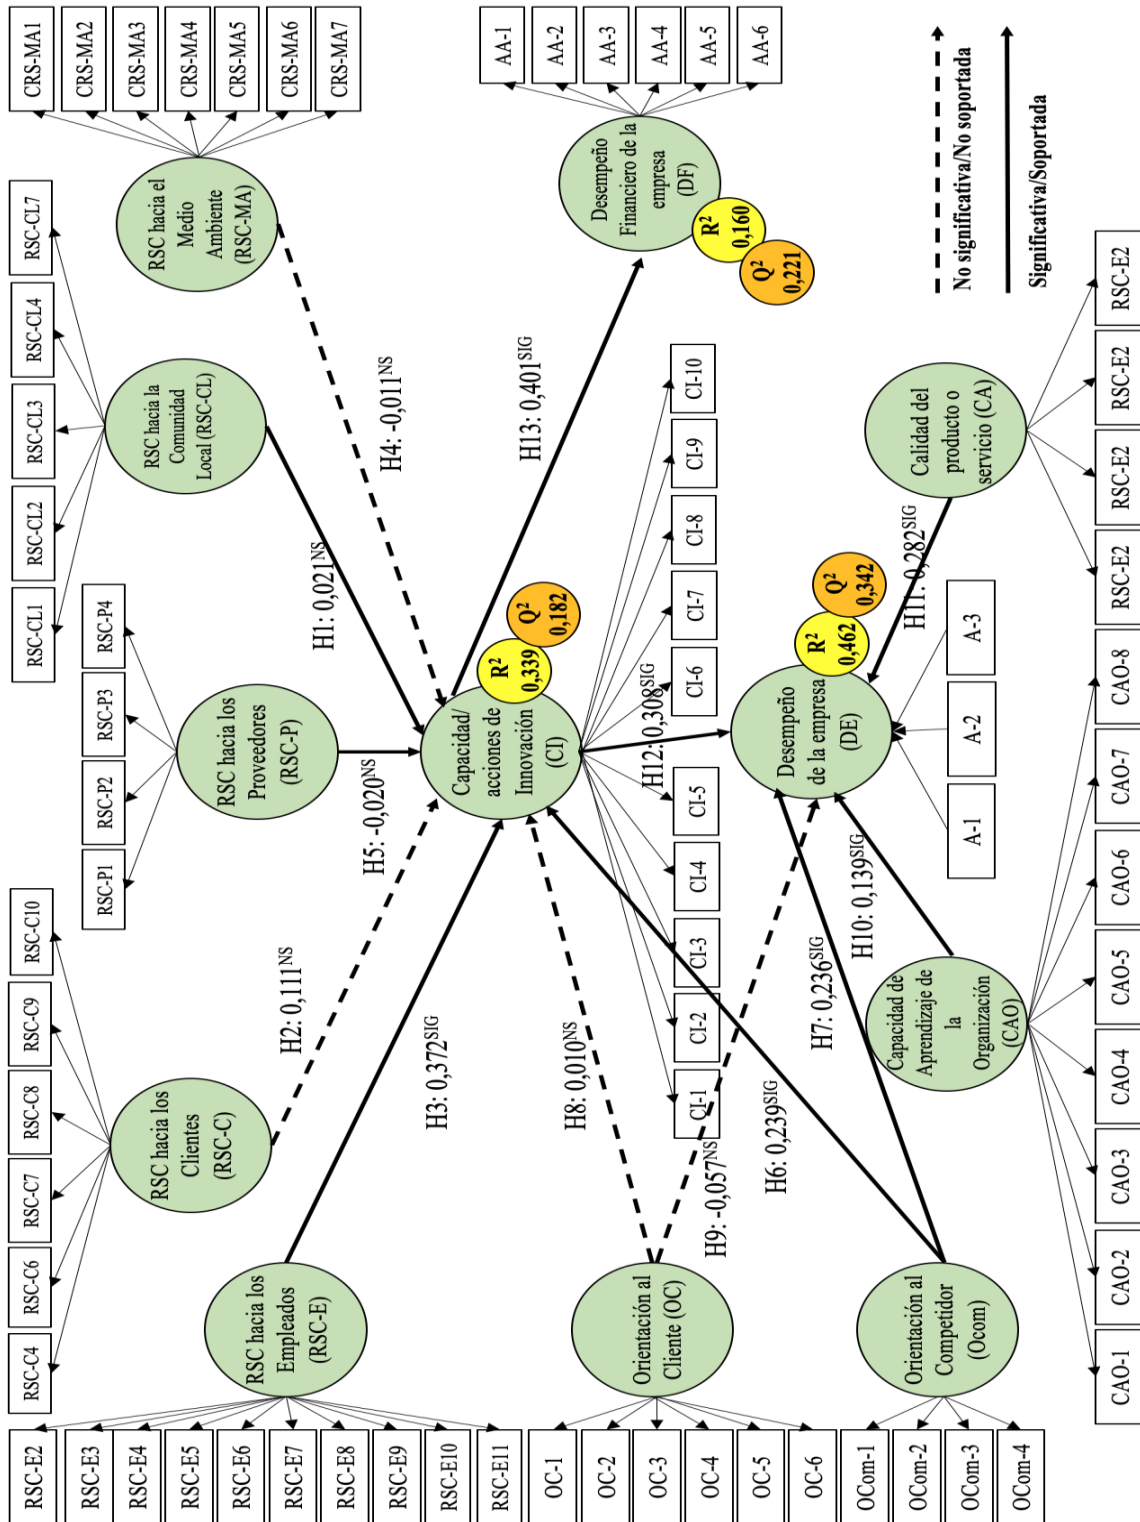 RSC-E2
RSC-E3
RSC-E4
RSC-E5
RSC-E6
RSC-E7
RSC-E8
RSC-E9
RSC-E10
RSC-E11
OC-1
OC-2
OC-3
OC-4
OC-5
OC-6
OCom-1
OCom-2
OCom-3
OCom-4
RSC hacia los
Empleados
(RSC-E)
Orientación al
Cliente (OC)
Orientación al
Competidor
(Ocom)
RSC-C4
RSC-C6
RSC-C7
RSC-C8
RSC-C9
RSC-C10
RSC hacia los
Clientes
(RSC-C)
H2: 0,111NS
H3: 0,372SIG
H8: 0,010NS
H9: -0,057NS
H6: 0,239SIG
H7: 0,236SIG
H10: 0,139SIG
Capacidad de
Aprendizaje de
la
Organización
(CAO)
CAO-1
CAO-2
CAO-3
CAO-4
CAO-5
CAO-6
CAO-7
CAO-8
RSC-P1
RSC-P2
RSC-P3
RSC-P4
RSC hacia los
Proveedores
(RSC-P)
H5: -0,020NS
Capacidad/
acciones de
Innovación
(CI)
R2
0,339
Q2
0,182
CI-1
CI-2
CI-3
CI-4
CI-5
CI-6
CI-7
CI-8
CI-9
CI-10
H12: 0,308SIG
Desempeño
de la empresa
(DE)
R2
0,462
Q2
0,342
A-1
A-2
A-3
H11: 0,282SIG
RSC-CL1
RSC-CL2
RSC-CL3
RSC-CL4
RSC-CL7
RSC hacia la
Comunidad
Local (RSC-CL)
H1: 0,021NS
H4: -0,011NS
H13: 0,401SIG
Calidad del
producto o
servicio (CA)
RSC-E2
RSC-E2
RSC-E2
RSC-E2
CRS-MA1
CRS-MA2
CRS-MA3
CRS-MA4
CRS-MA5
CRS-MA6
CRS-MA7
RSC hacia el
Medio
Ambiente
(RSC-MA)
AA-1
AA-2
AA-3
AA-4
AA-5
AA-6
Desempeño
Financiero de la
empresa
(DF)
R2
0,160
Q2
0,221
No significativa/No soportada
Significativa/Soportada